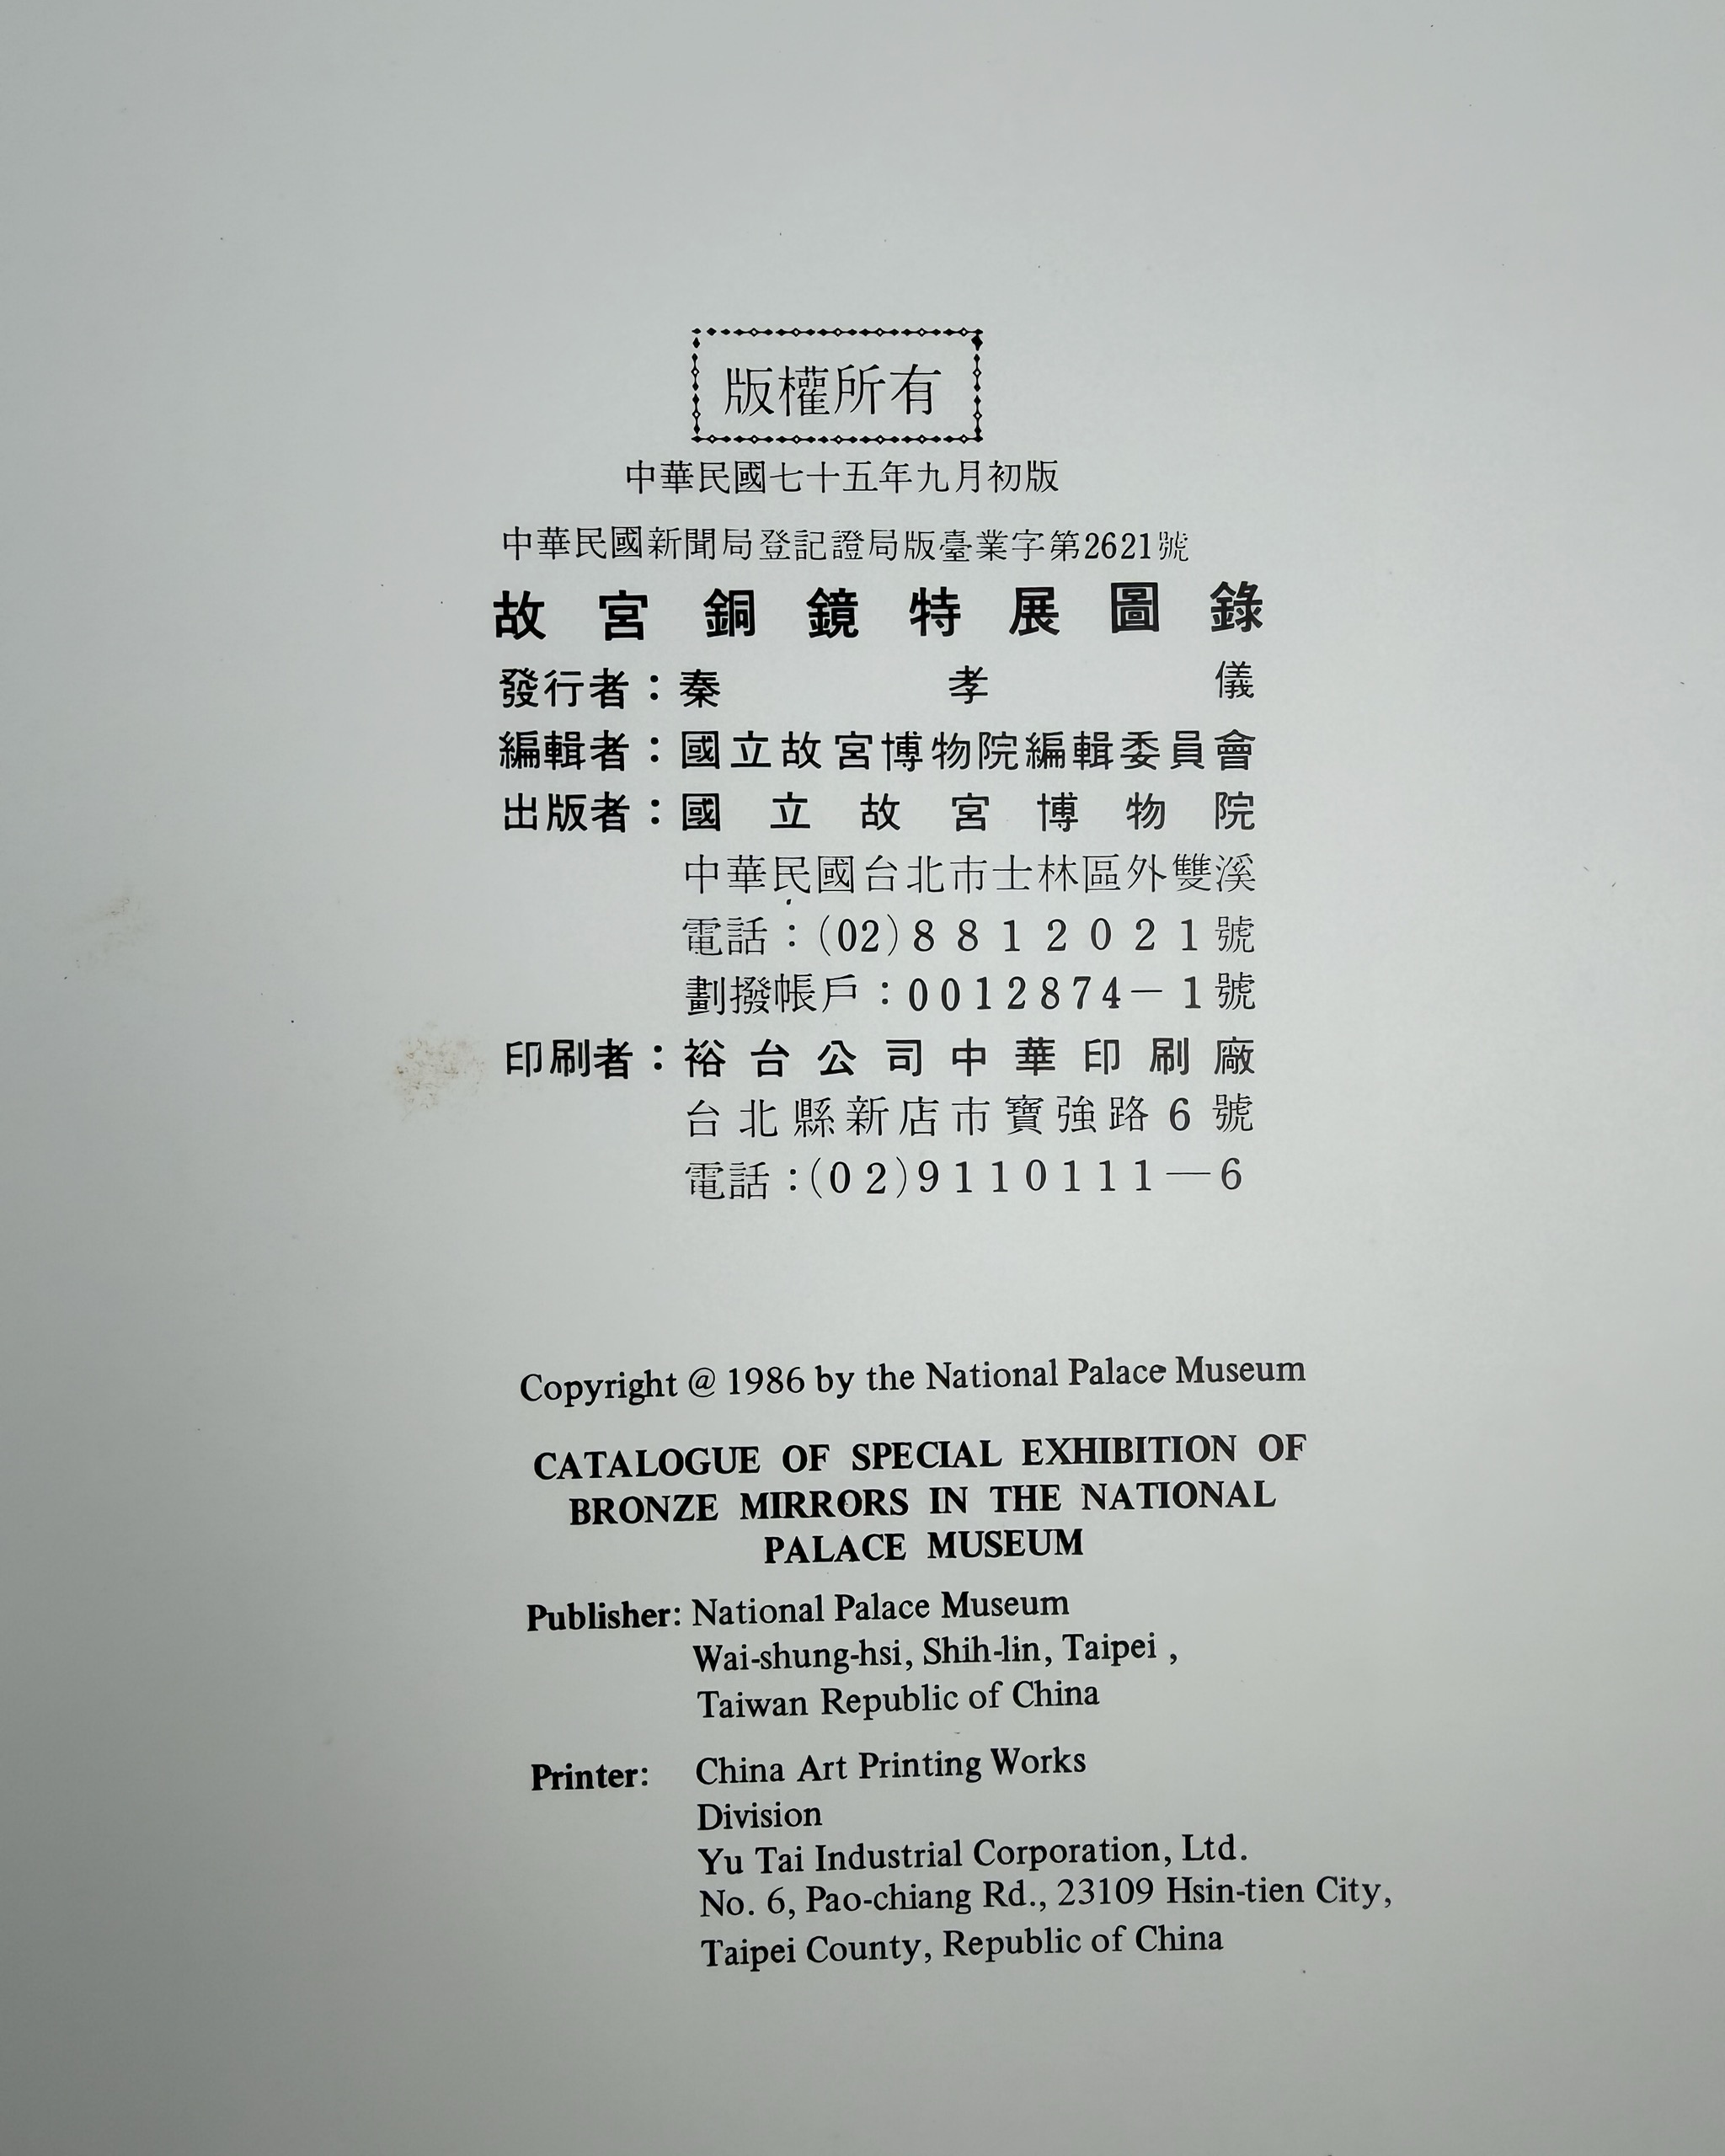 版權所有
中華民國七十五年九月初版
中華民國新聞局登記證局版臺業字第2621號
故宮銅鏡特展圖錄
發行者：秦孝儀
編輯者：國立故宮博物院編輯委員會
出版者：國立故宮博物院
中華民國台北市士林區外雙溪
電話：(02)8812021號
劃撥帳戶：0012874－1號
印刷者：裕台公司中華印刷廠
台北縣新店市寶強路6號
電話：(02)9110111—6
Copyright @ 1986 by the National Palace Museum
CATALOGUE OF SPECIAL EXHIBITION OF
BRONZE MIRRORS IN THE NATIONAL
PALACE MUSEUM
Publisher: National Palace Museum
Wai-shung-hsi, Shih-lin, Taipei ,
Taiwan Republic of China
Printer: China Art Printing Works
Division
Yu Tai Industrial Corporation, Ltd.
No. 6, Pao-chiang Rd., 23109 Hsin-tien City,
Taipei County, Republic of China